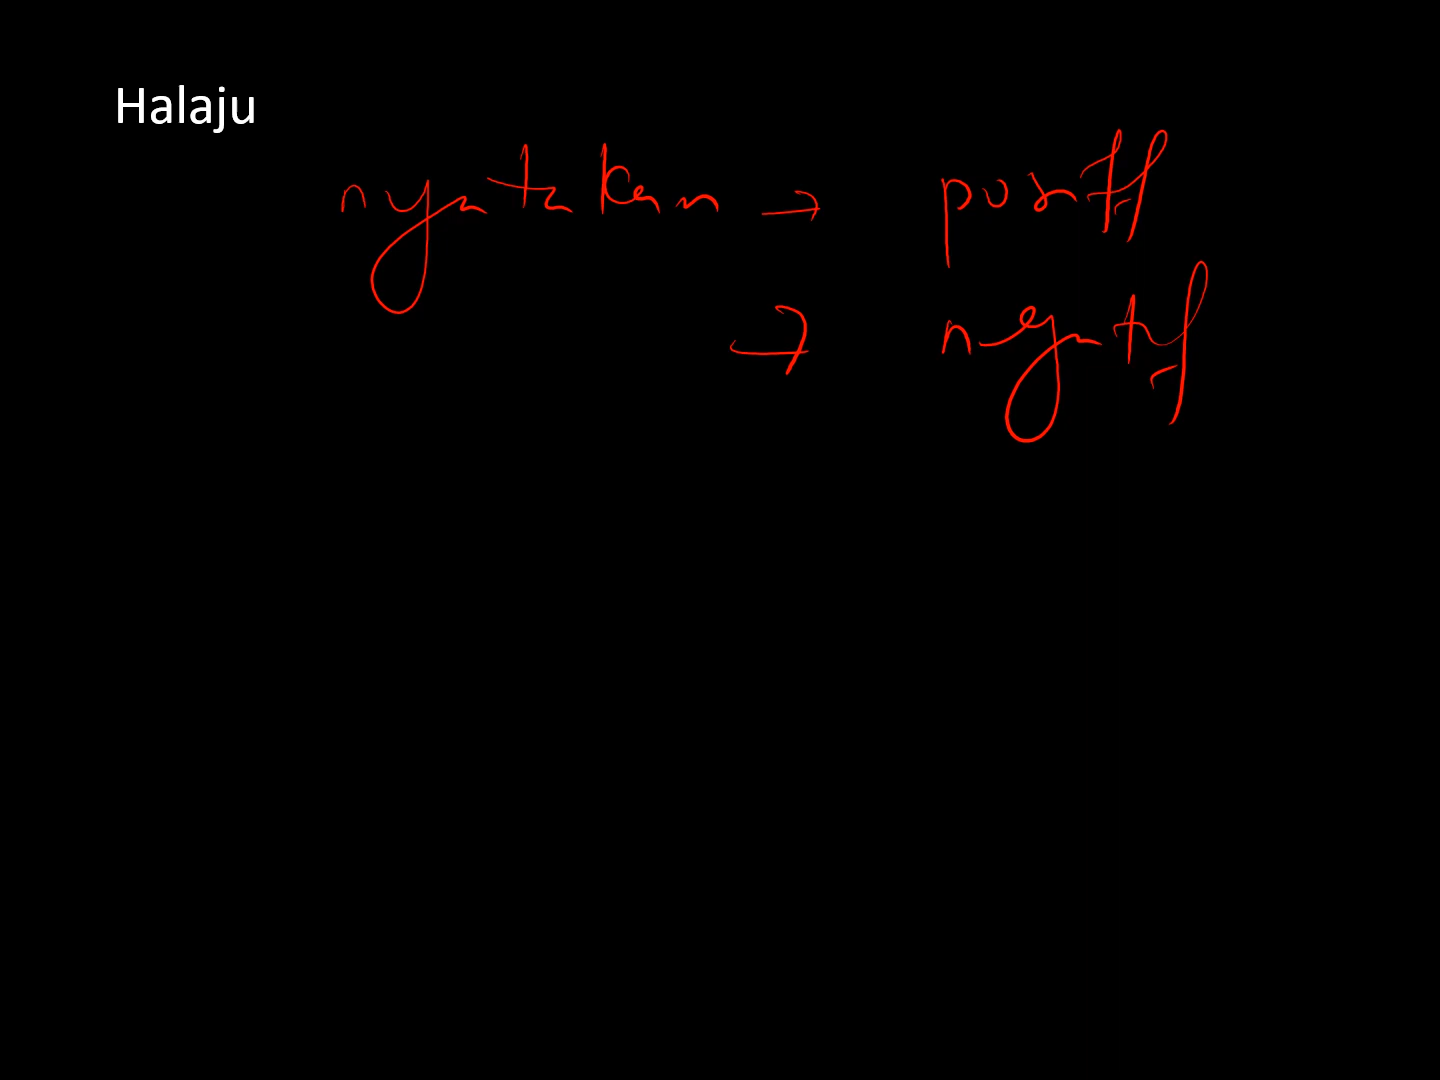 Halaju
nyatakan → positif
→ negatif